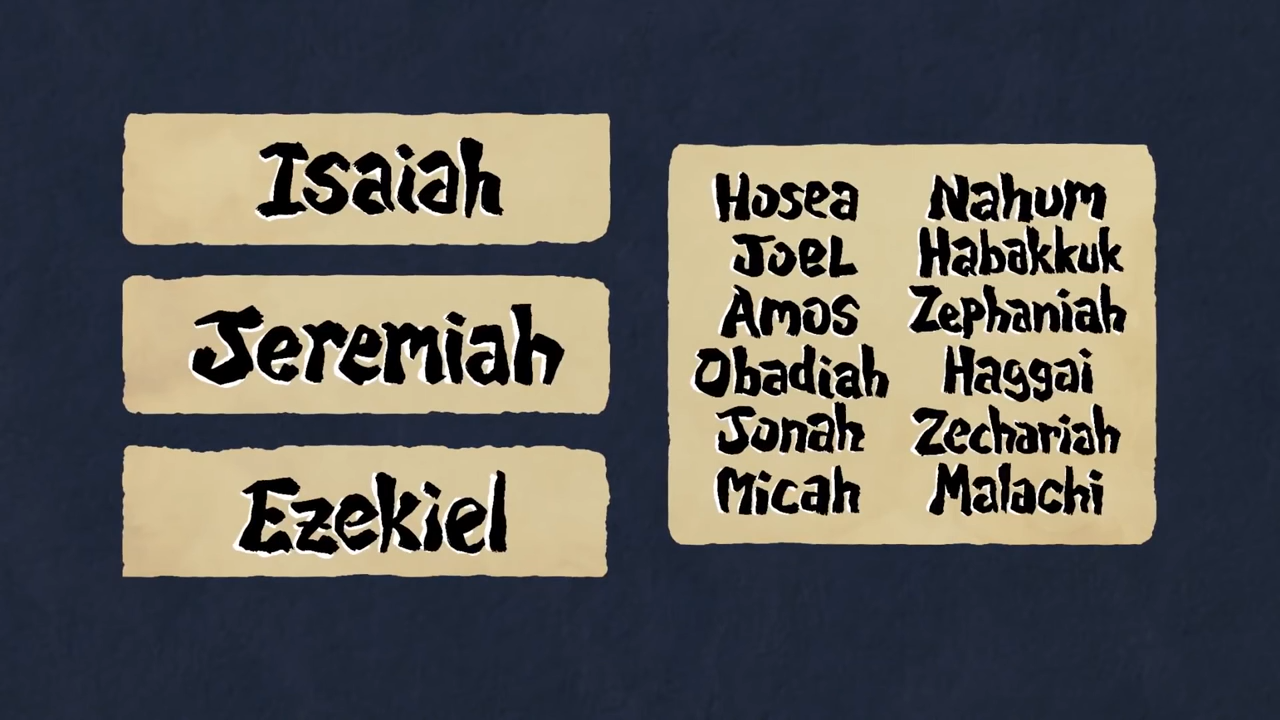 Isaiah
Jeremiah
Ezekiel
Hosea
Joel
Amos
Obadiah
Jonah
Micah
Nahum
Habakkuk
Zephaniah
Haggai
Zechariah
Malachi